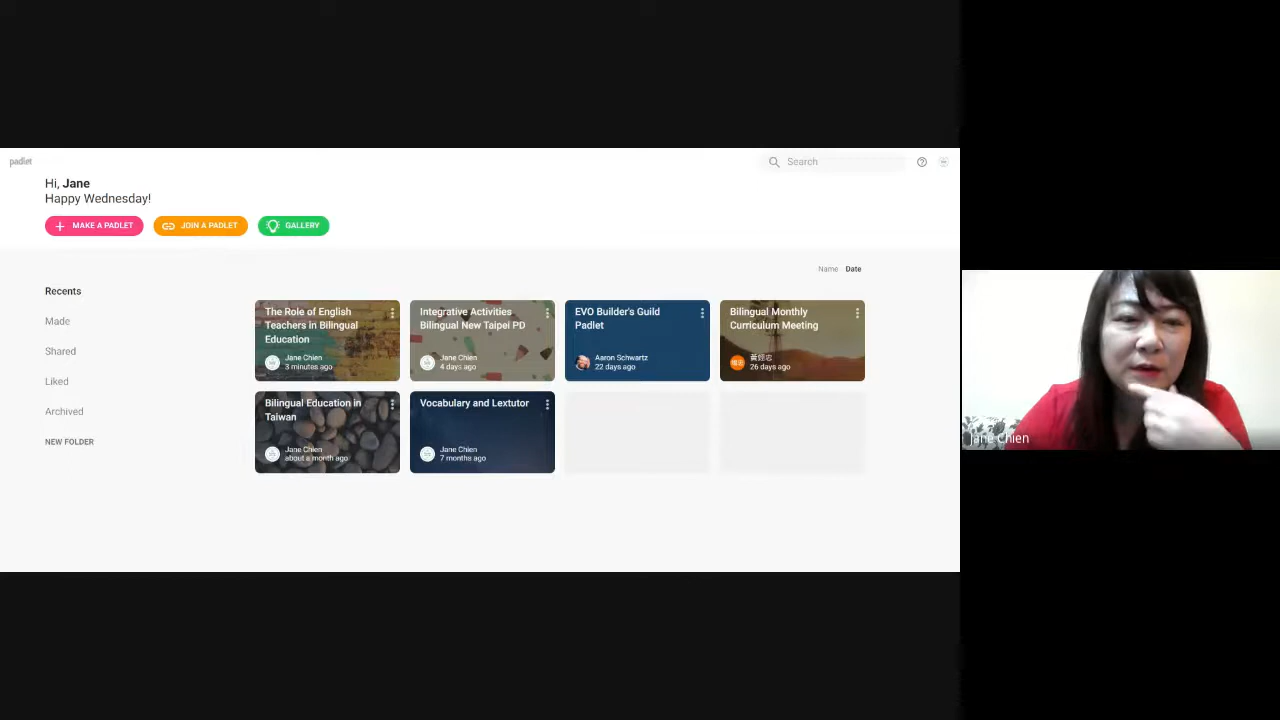 padlet
Search
Hi, Jane
Happy Wednesday!
MAKE A PADLET
JOIN A PADLET
GALLERY
Name Date
Recents
Made
Shared
Liked
Archived
NEW FOLDER
The Role of English
Teachers in Bilingual
Education
Jane Chien
3 minutes ago
Integrative Activities
Bilingual New Taipei PD
Jane Chien
4 days ago
EVO Builder's Guild
Padlet
Aaron Schwartz
22 days ago
Bilingual Monthly
Curriculum Meeting
26 days ago
Bilingual Education in
Taiwan
Jane Chien
about a month ago
Vocabulary and Lextutor
Jane Chien
7 months ago
Jane Chien